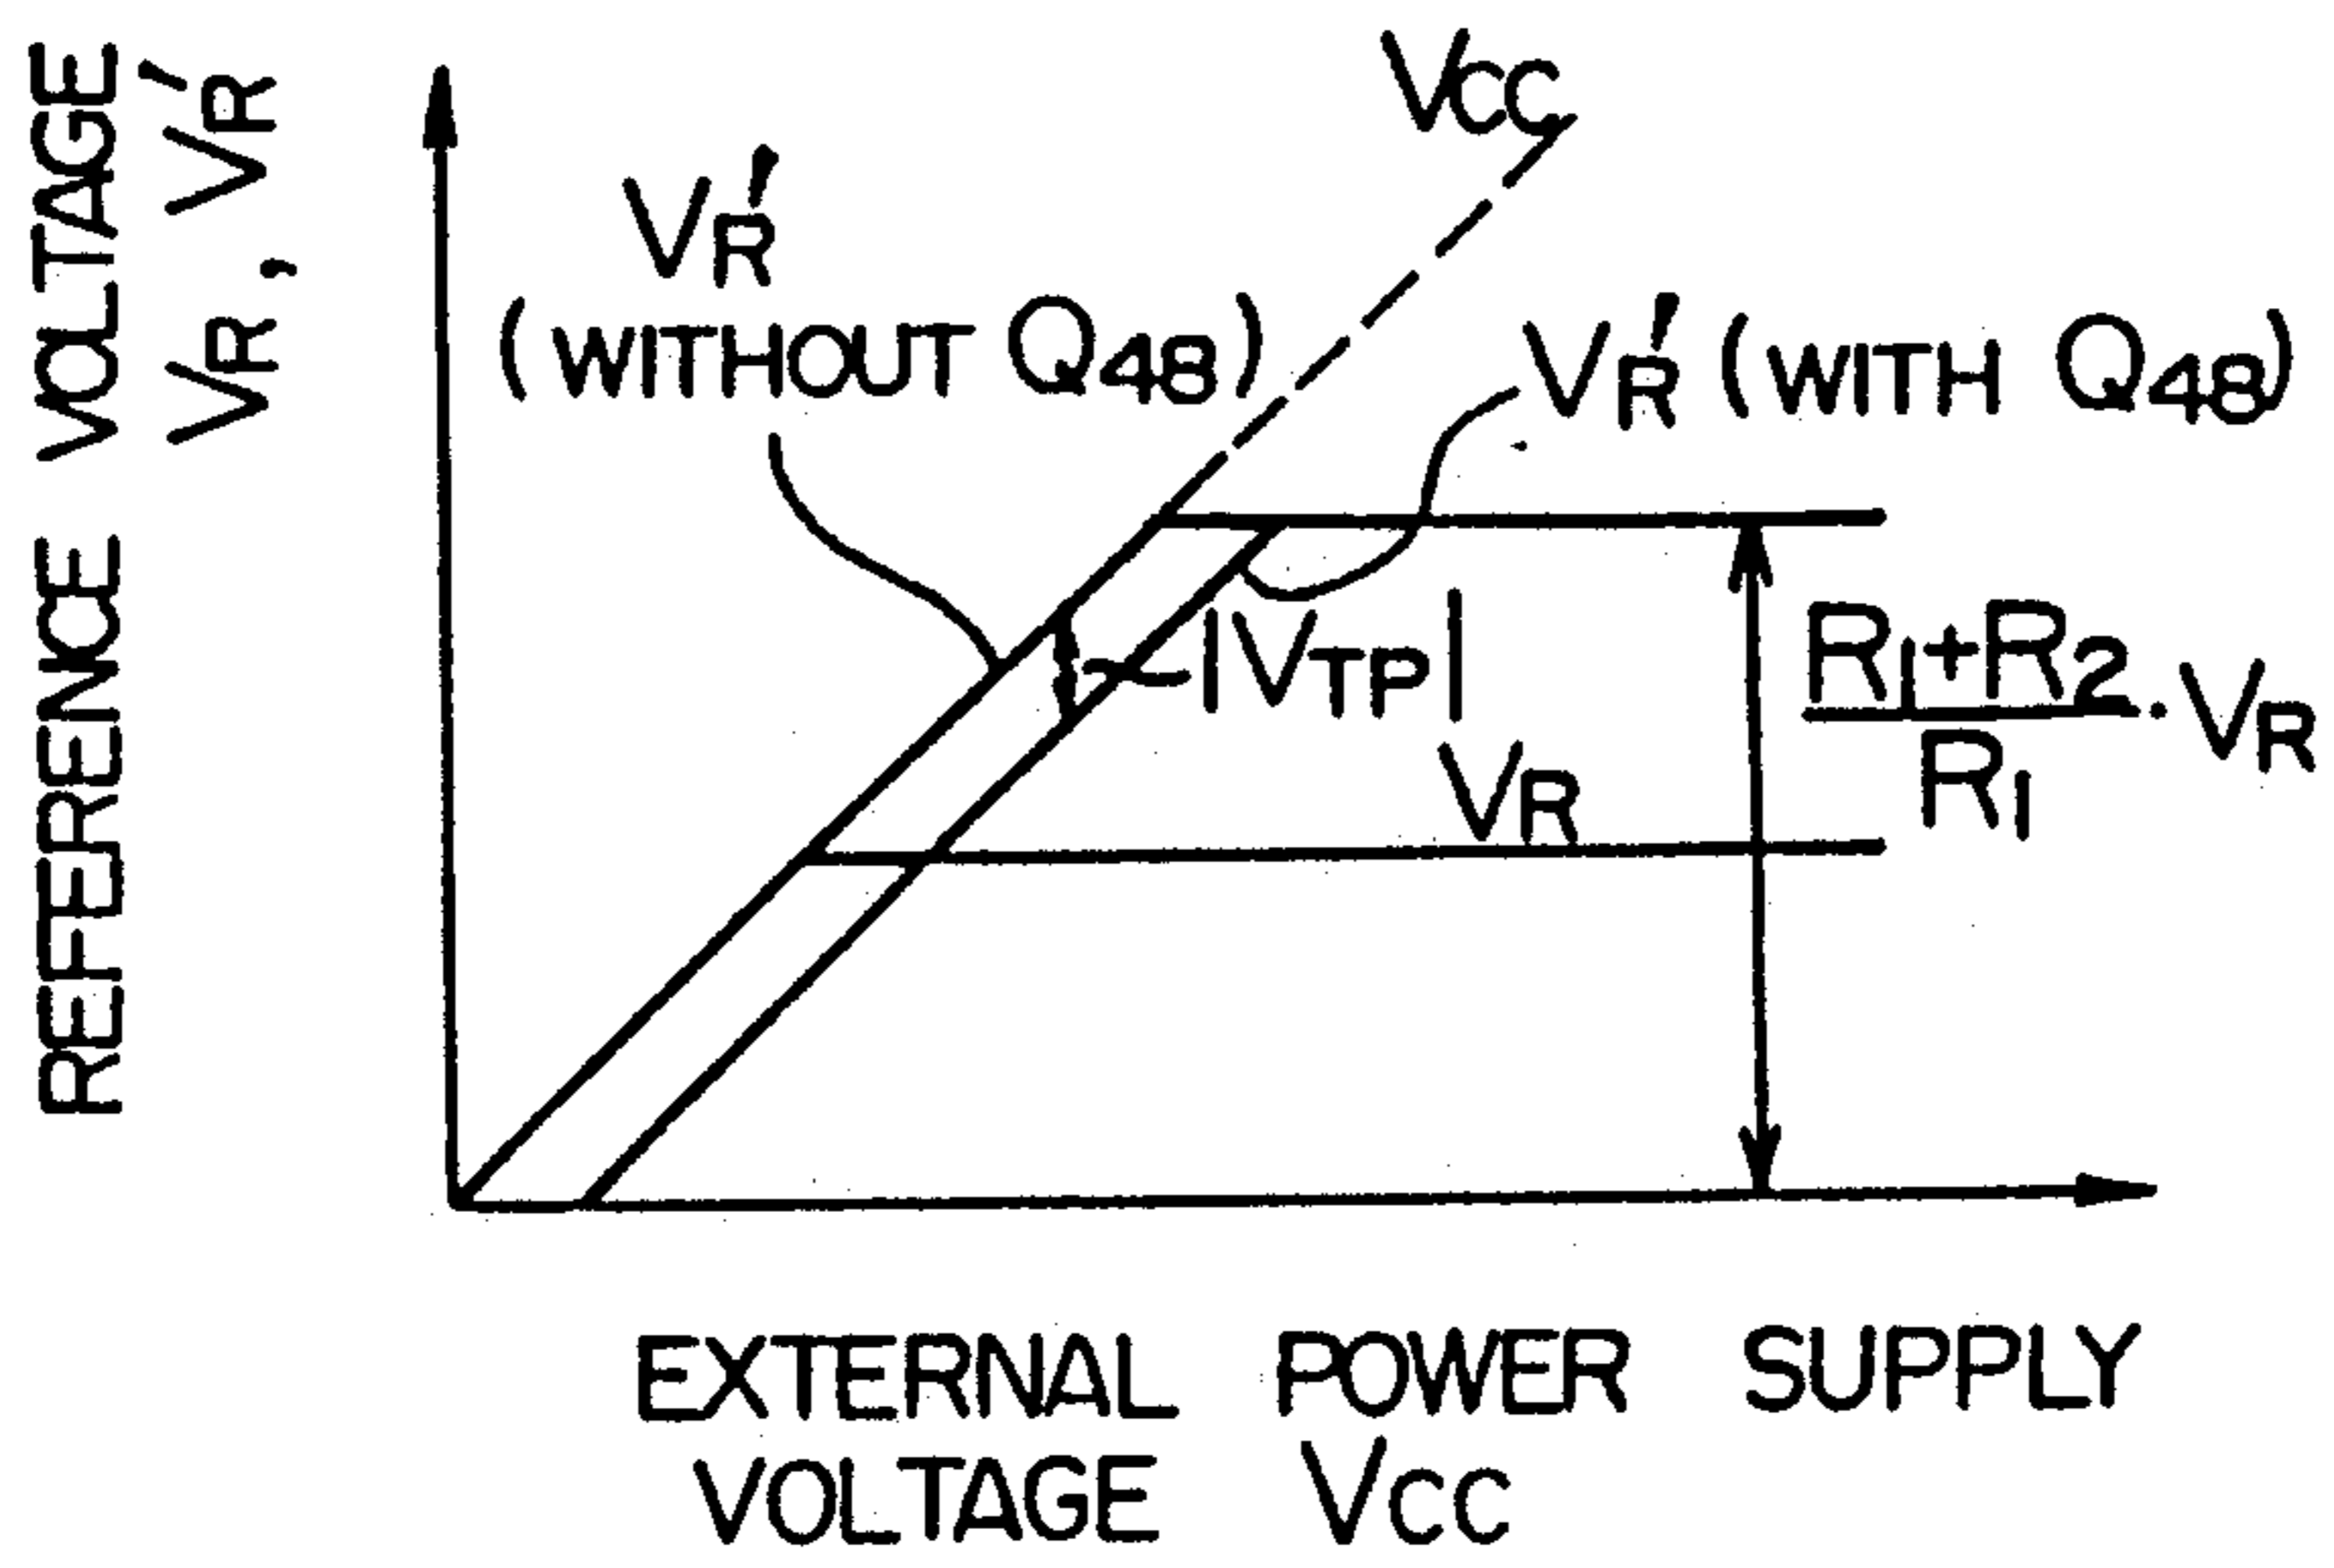 REFERENCE VOLTAGE
VR, VR'
VR'
(WITHOUT Q48)
VCC
VR' (WITH Q48)
|VTP|
R1+R2
R1
· VR
VR
EXTERNAL POWER SUPPLY
VOLTAGE VCC